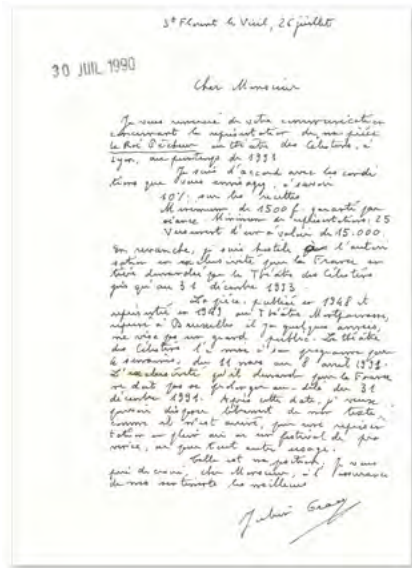 St Florent le Vieil, 26 juillet
30 JUIL. 1990
Cher Monsieur
Je vous remercie de votre communication
concernant la représentation de ma pièce
le Roi Pêcheur au théâtre des Célestins, à
Lyon, au printemps de 1991
Je suis d'accord avec les condi
tions que vous envisagez, à savoir
10% sur les recettes
Minimum de 1500 f. garanti par
séance. Minimum de représentations: 25
Versement d'un à valoir de 15.000.
En revanche, je suis hostile à l'autori
sation en exclusivité pour la France en
tière demandée par le Théâtre des Célestins
jusqu'au 31 décembre 1993
La pièce, publiée en 1948 et
représentée en 1949 au Théâtre Montparnasse,
reprise à Bruxelles il y a quelques années,
ne vise pas un grand public. Le théâtre
des Célestins l'a mise à son programme pour
la semaine, du 11 mars au 8 avril 1991.
L'exclusivité qu'il demande pour la France
ne doit pas se prolonger au-delà du 31
décembre 1991. Après cette date, je veux
pouvoir disposer librement de mon texte
comme il m'est arrivé, pour une représen
tation en plein air ou un festival de pro
vince, ou pour tout autre usage.
Telle est ma position. Je vous
prie de croire, cher Monsieur, à l'assurance
de mes sentiments les meilleurs
Julien Gracq